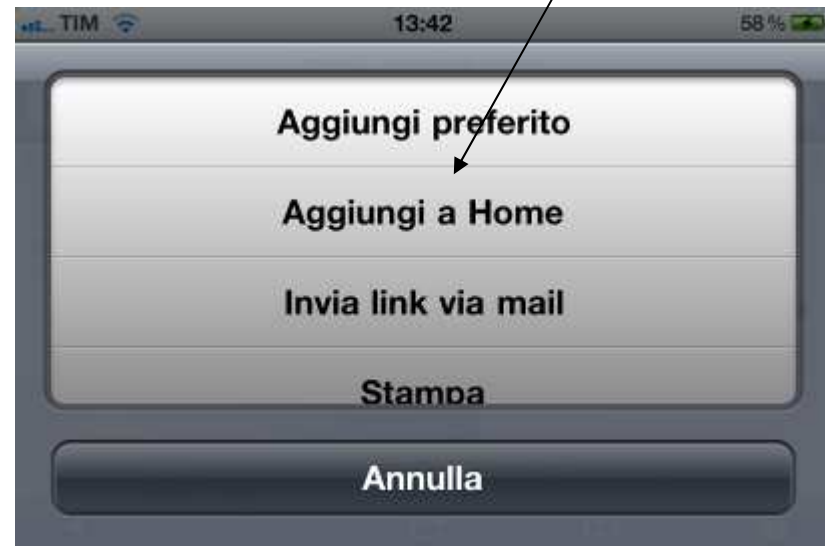 TIM 13:42 58 %
Aggiungi preferito
Aggiungi a Home
Invia link via mail
Stampa
Annulla